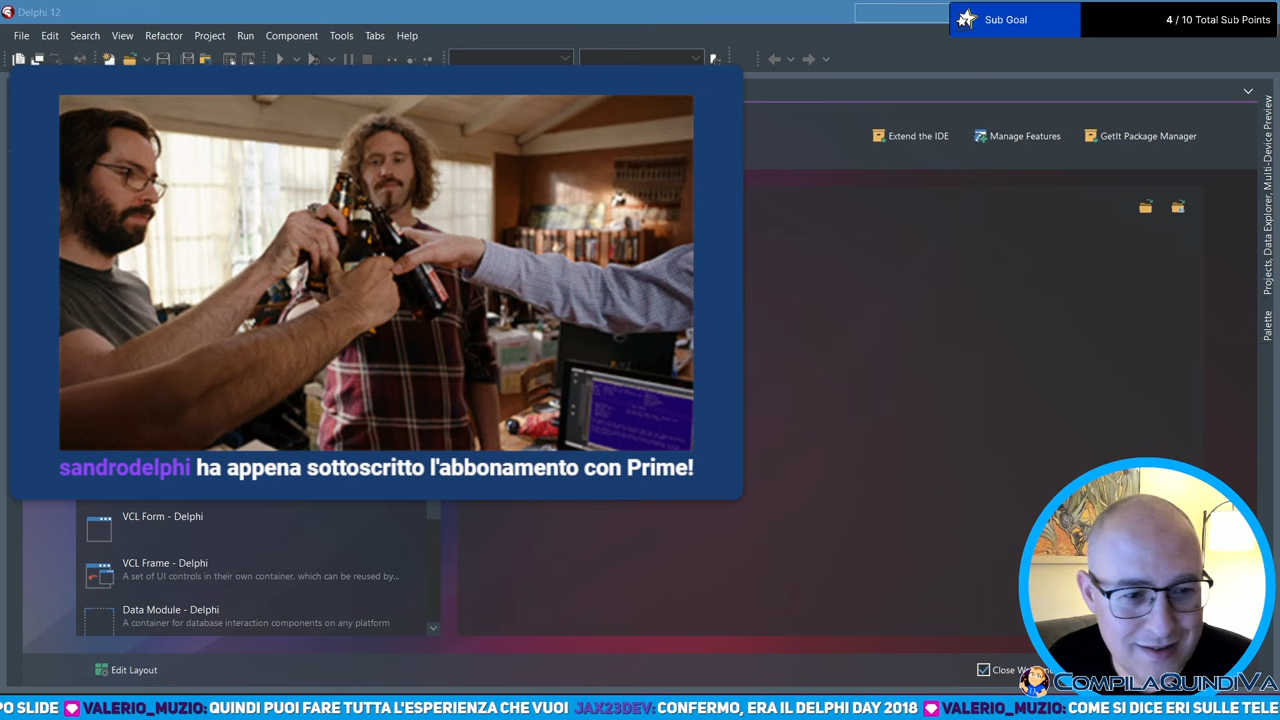 Delphi 12
Sub Goal
4 / 10 Total Sub Points
File Edit Search View Refactor Project Run Component Tools Tabs Help
Extend the IDE Manage Features GetIt Package Manager
Projects, Data Explorer, Multi-Device Preview
Palette
sandrodelphi ha appena sottoscritto l'abbonamento con Prime!
VCL Form - Delphi
VCL Frame - Delphi
A set of UI controls in their own container, which can be reused by...
Data Module - Delphi
A container for database interaction components on any platform
Edit Layout
Close
COMPILAQUINDIVA
PO SLIDE VALERIO_MUZIO: QUINDI PUOI FARE TUTTA L'ESPERIENZA CHE VUOI JAX23DEV: CONFERMO, ERA IL DELPHI DAY 2018 VALERIO_MUZIO: COME SI DICE ERI SULLE TELE